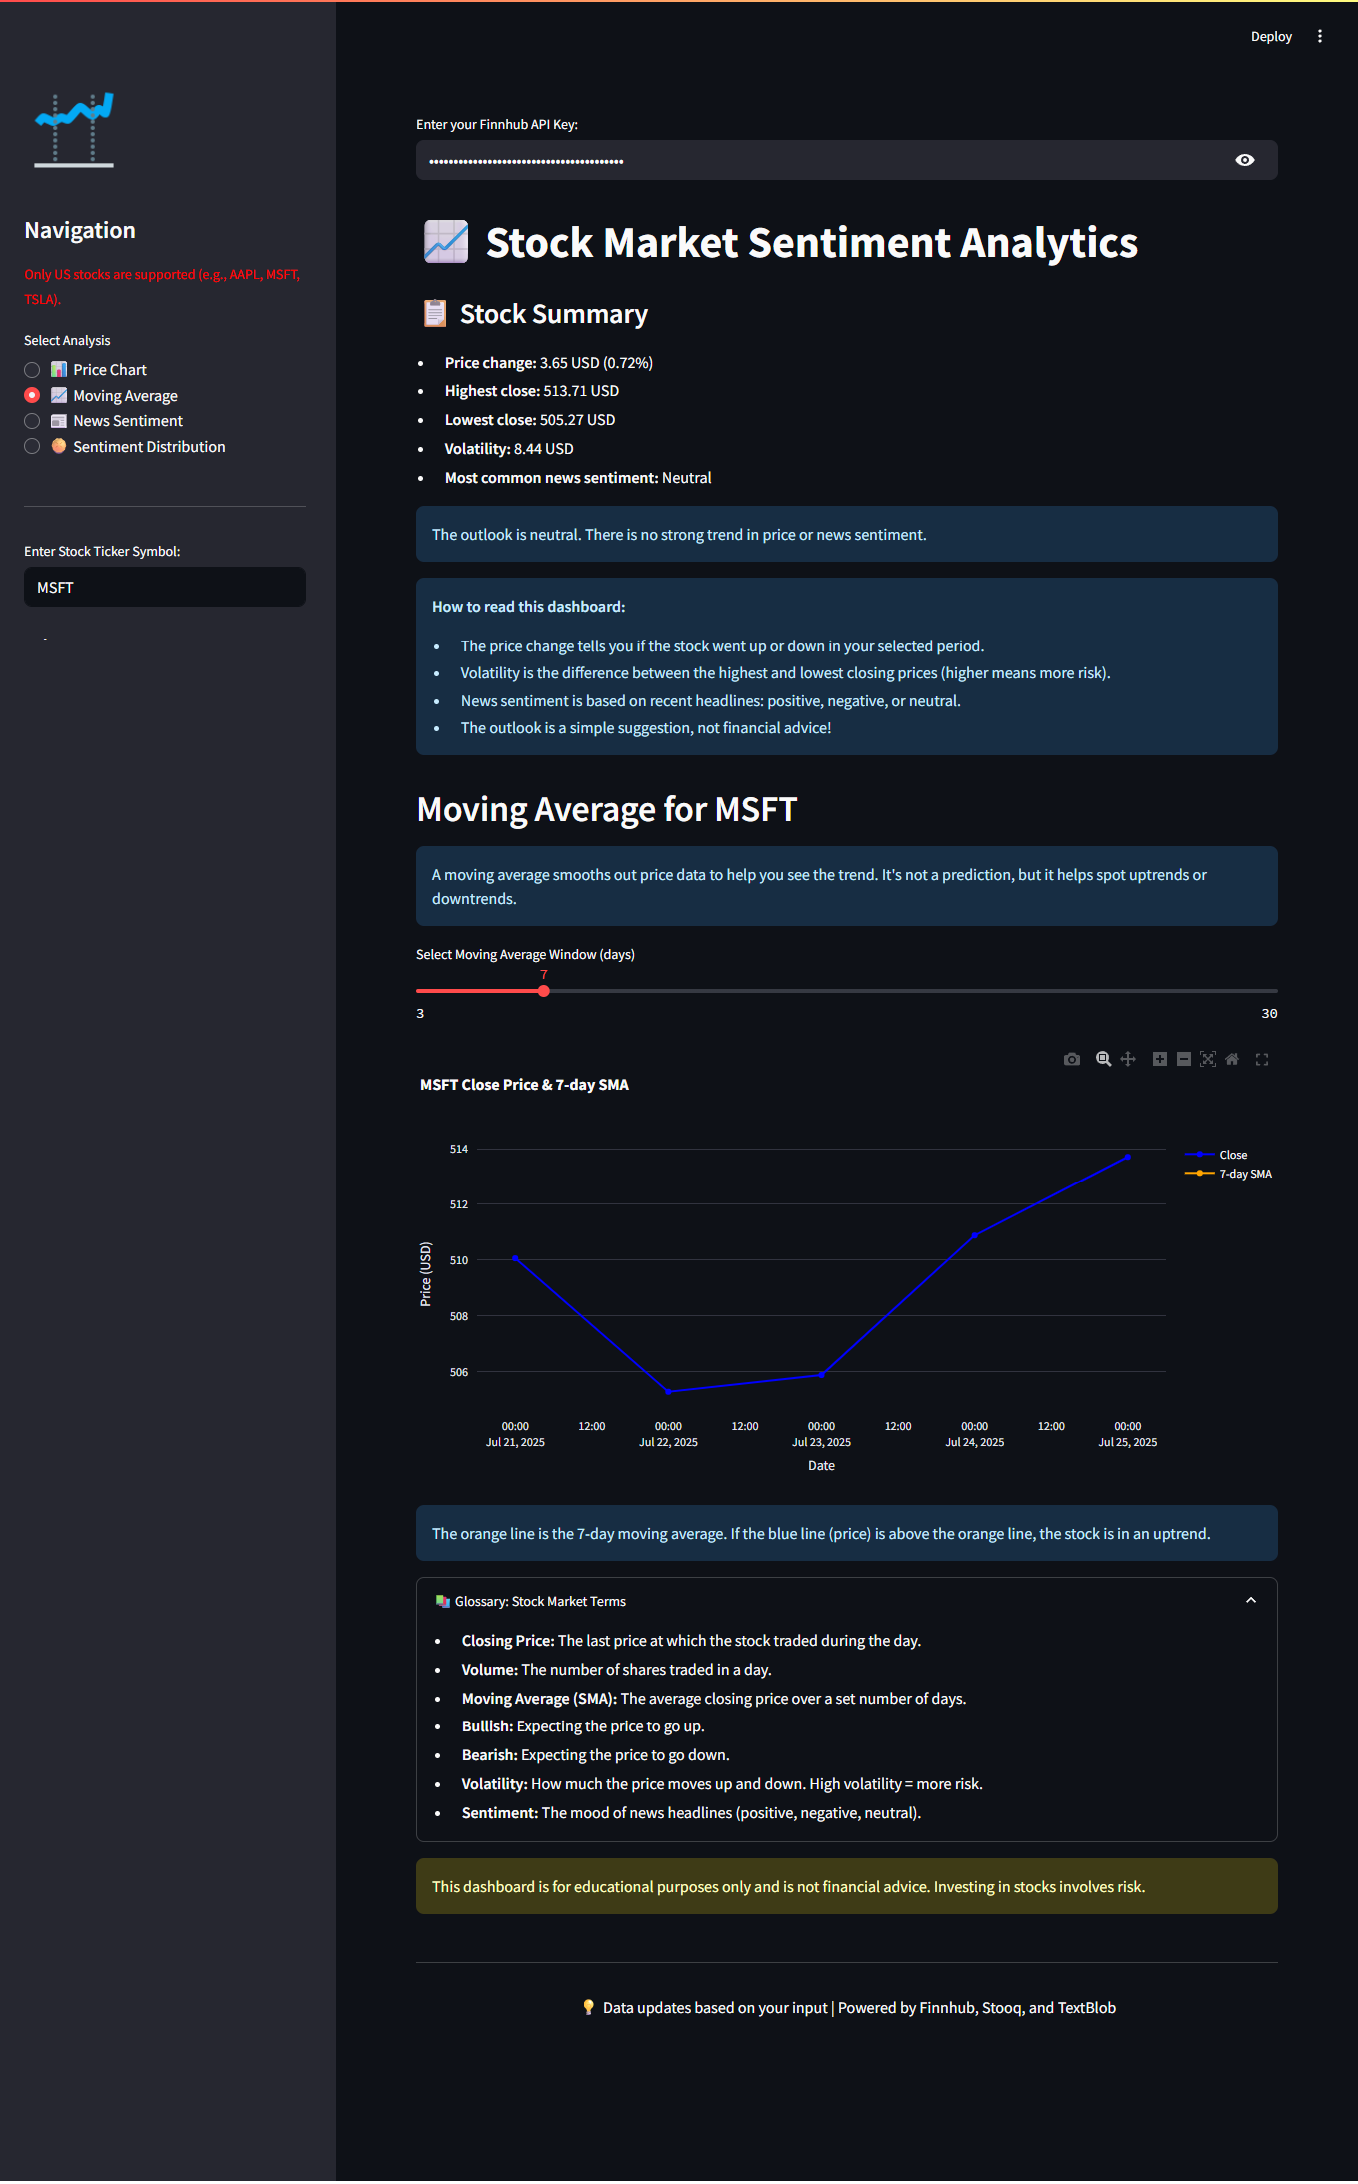 Deploy
Enter your Finnhub API Key:
••••••••••••••••••••••••••••••••••••••••
Navigation
Only US stocks are supported (e.g., AAPL, MSFT,
TSLA).
Select Analysis
Price Chart
Moving Average
News Sentiment
Sentiment Distribution
Enter Stock Ticker Symbol:
MSFT
Stock Market Sentiment Analytics
Stock Summary
• Price change: 3.65 USD (0.72%)
• Highest close: 513.71 USD
• Lowest close: 505.27 USD
• Volatility: 8.44 USD
• Most common news sentiment: Neutral
The outlook is neutral. There is no strong trend in price or news sentiment.
How to read this dashboard:
• The price change tells you if the stock went up or down in your selected period.
• Volatility is the difference between the highest and lowest closing prices (higher means more risk).
• News sentiment is based on recent headlines: positive, negative, or neutral.
• The outlook is a simple suggestion, not financial advice!
Moving Average for MSFT
A moving average smooths out price data to help you see the trend. It's not a prediction, but it helps spot uptrends or
downtrends.
Select Moving Average Window (days)
7
3 30
MSFT Close Price & 7-day SMA
Close
7-day SMA
514
512
510
508
506
Price (USD)
00:00 12:00 00:00 12:00 00:00 12:00 00:00 12:00 00:00
Jul 21, 2025 Jul 22, 2025 Jul 23, 2025 Jul 24, 2025 Jul 25, 2025
Date
The orange line is the 7-day moving average. If the blue line (price) is above the orange line, the stock is in an uptrend.
Glossary: Stock Market Terms
• Closing Price: The last price at which the stock traded during the day.
• Volume: The number of shares traded in a day.
• Moving Average (SMA): The average closing price over a set number of days.
• Bullish: Expecting the price to go up.
• Bearish: Expecting the price to go down.
• Volatility: How much the price moves up and down. High volatility = more risk.
• Sentiment: The mood of news headlines (positive, negative, neutral).
This dashboard is for educational purposes only and is not financial advice. Investing in stocks involves risk.
Data updates based on your input | Powered by Finnhub, Stooq, and TextBlob